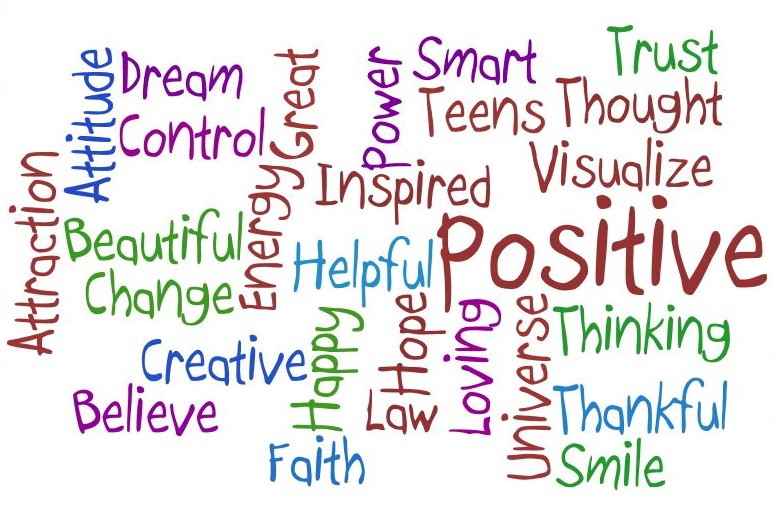 Attitude
Dream
Great
Power
Smart
Trust
Control
Teens
Thought
Attraction
Energy
Inspired
Visualize
Beautiful
Helpful
Positive
Change
Creative
Happy
Hope
Loving
Universe
Thinking
Believe
Law
Thankful
Faith
Smile